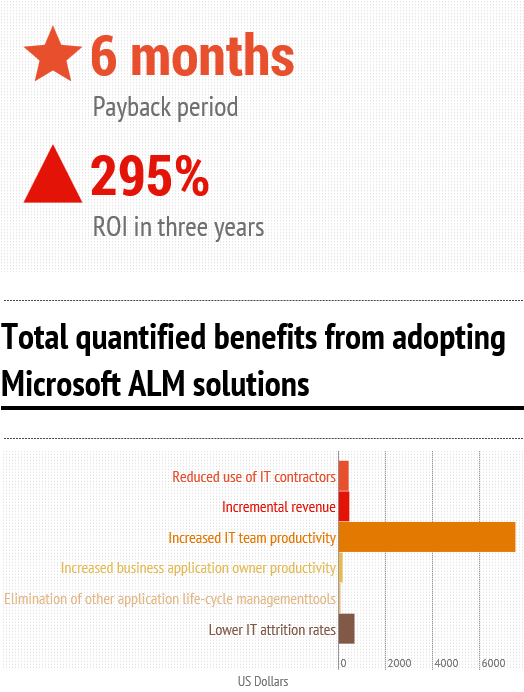 6 months
Payback period
295%
ROI in three years
Total quantified benefits from adopting
Microsoft ALM solutions
Reduced use of IT contractors
Incremental revenue
Increased IT team productivity
Increased business application owner productivity
Elimination of other application life-cycle managementtools
Lower IT attrition rates
0 2000 4000 6000
US Dollars